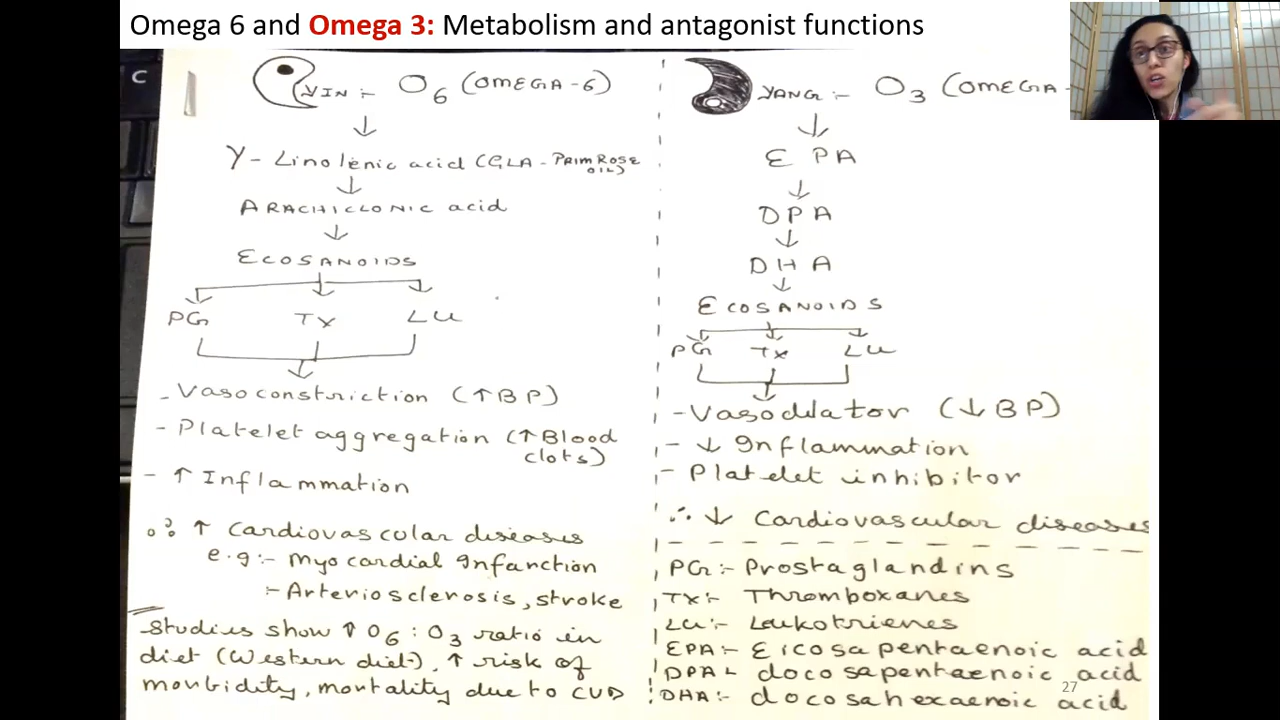 Omega 6 and Omega 3: Metabolism and antagonist functions
C
YIN :- O6 (OMEGA-6)
γ- Linolenic acid (GLA - PRIMROSE OIL)
ARACHICLONIC acid
ECOSANOIDS
PG TX LU
- Vasoconstriction (↑BP)
- Platelet aggregation (↑Blood clots)
- ↑ Inflammation
↑ Cardiovascular diseases
e.g:- Myocardial Infarction
:- Arteriosclerosis, stroke
studies show ↑ O6 : O3 ratio in
diet (Western diet), ↑ risk of
morbidity, mortality due to CVD
YANG :- O3 (OMEGA-
EPA
DPA
DHA
ECOSANOIDS
PG TX LU
- Vasodilator (↓ BP)
- ↓ Inflammation
- Platelet inhibitor
∴ ↓ Cardiovascular diseases
PG :- Prostaglandins
TX :- Thromboxanes
LU :- Leukotrienes
EPA :- Eicosapentaenoic acid
DPA :- docosapentaenoic acid
DHA :- docosahexaenoic acid
27